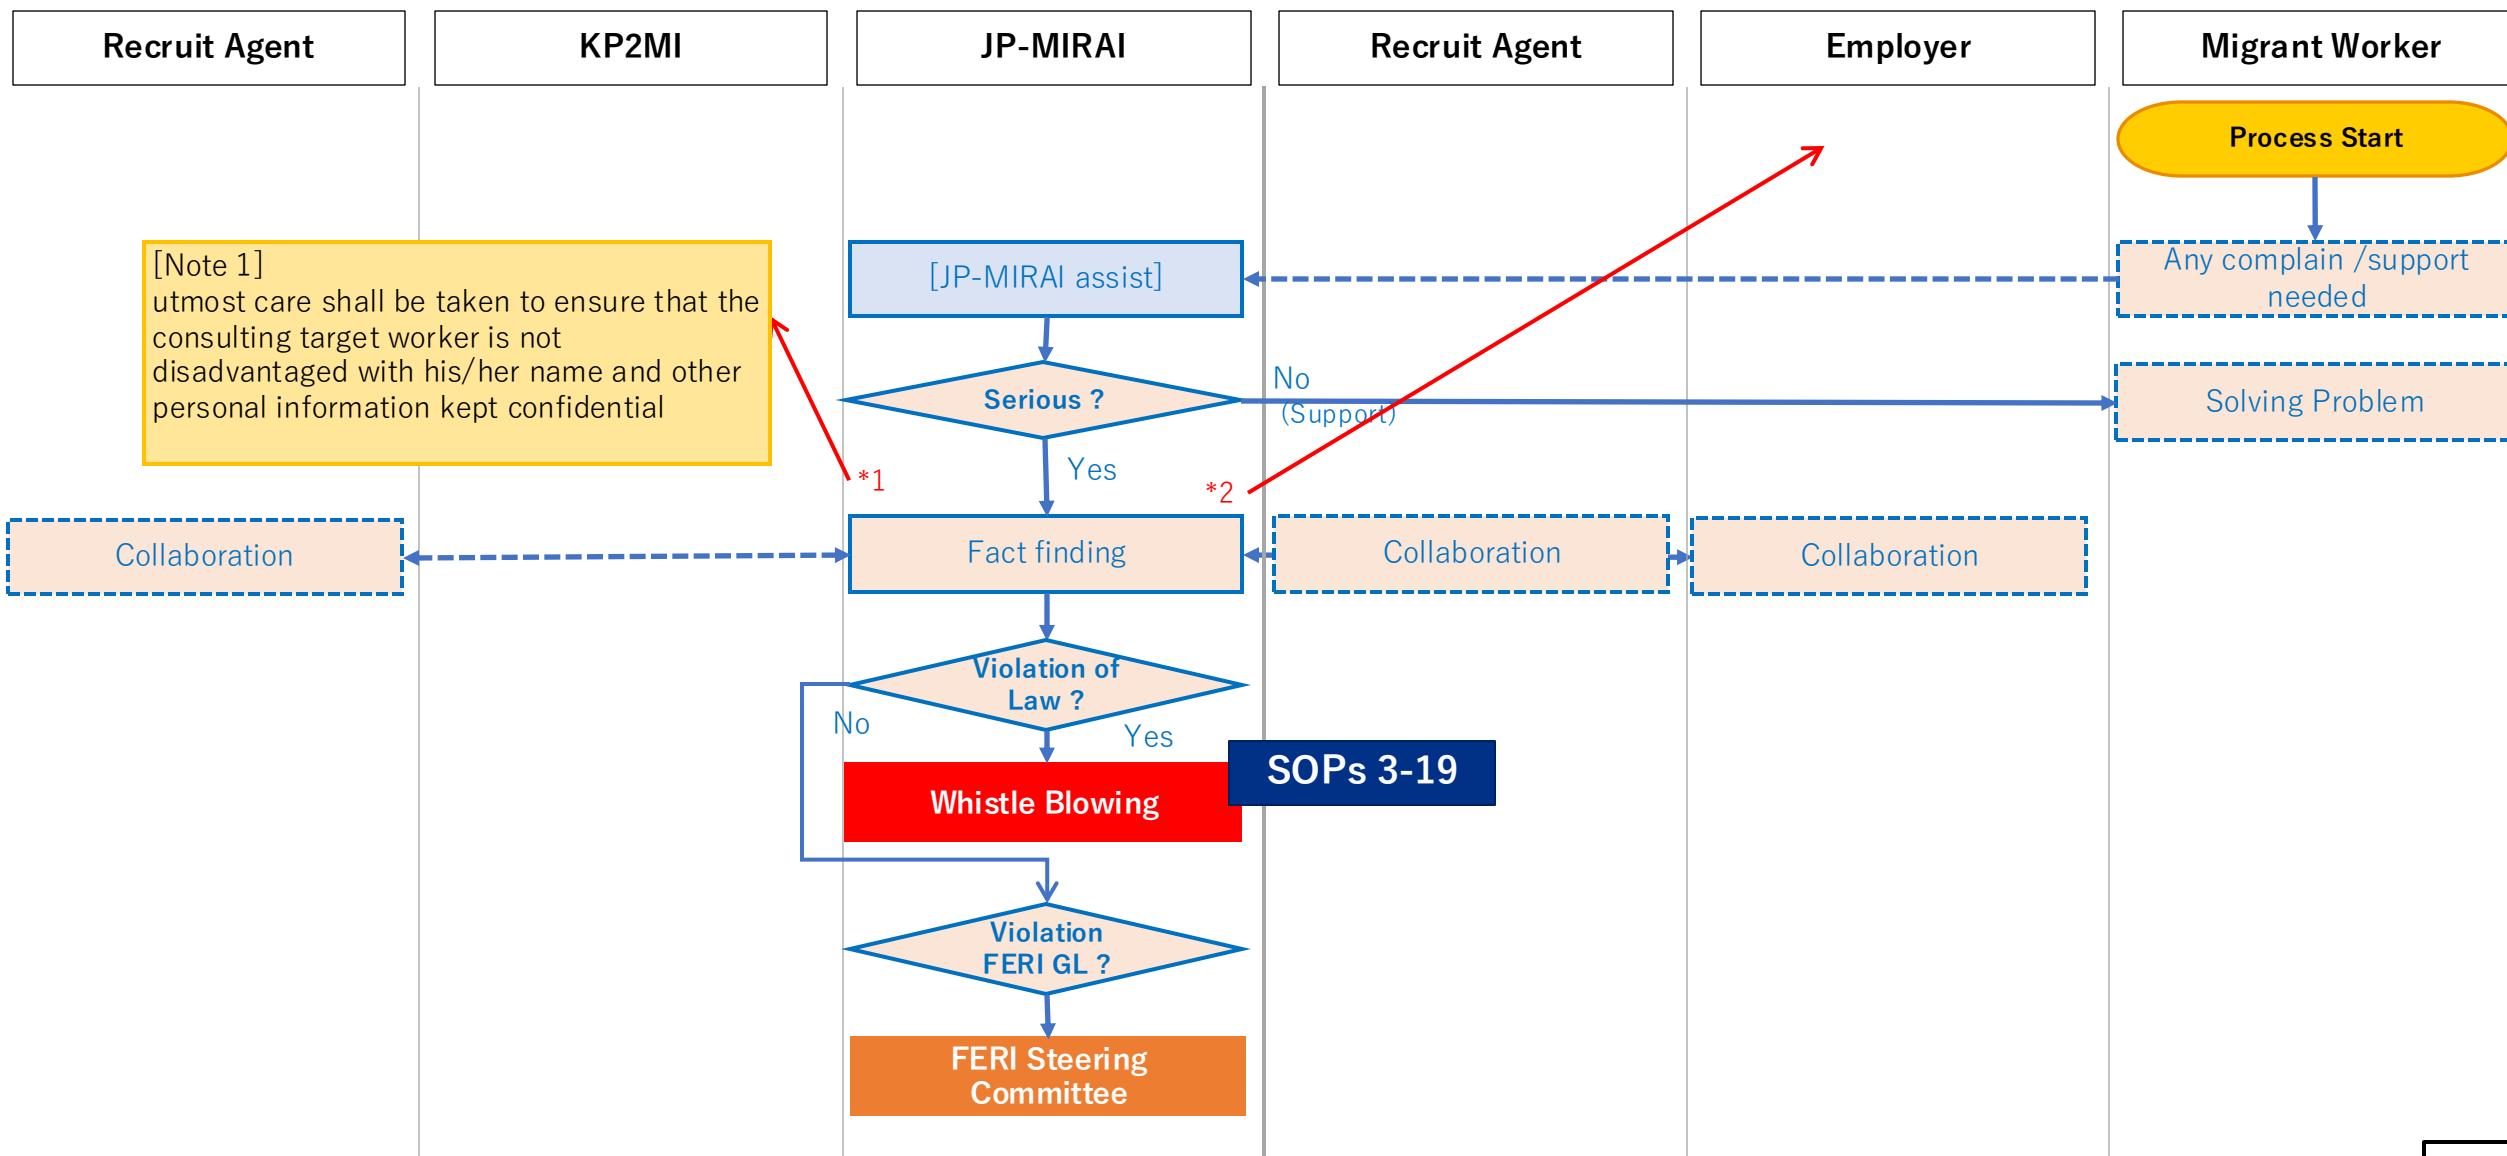 Recruit Agent
KP2MI
JP-MIRAI
Recruit Agent
Employer
Migrant Worker
Process Start
[Note 1]
utmost care shall be taken to ensure that the
consulting target worker is not
disadvantaged with his/her name and other
personal information kept confidential
[JP-MIRAI assist]
Any complain /support
needed
Serious ?
No
(Support)
Solving Problem
Yes
*1
*2
Collaboration
Fact finding
Collaboration
Collaboration
Violation of
Law ?
No
Yes
SOPs 3-19
Whistle Blowing
Violation
FERI GL ?
FERI Steering
Committee